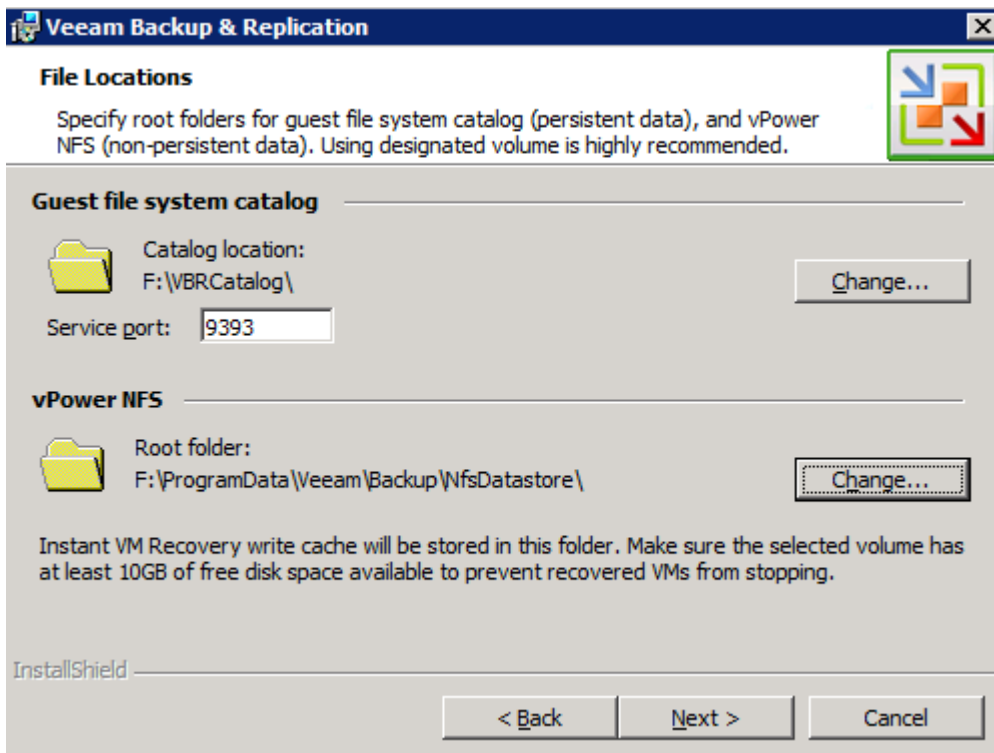 Veeam Backup & Replication
File Locations
Specify root folders for guest file system catalog (persistent data), and vPower
NFS (non-persistent data). Using designated volume is highly recommended.
Guest file system catalog
Catalog location:
F:\VBRCatalog\
Change...
Service port: 9393
vPower NFS
Root folder:
F:\ProgramData\Veeam\Backup\NfsDatastore\
Change...
Instant VM Recovery write cache will be stored in this folder. Make sure the selected volume has
at least 10GB of free disk space available to prevent recovered VMs from stopping.
InstallShield
< Back Next > Cancel